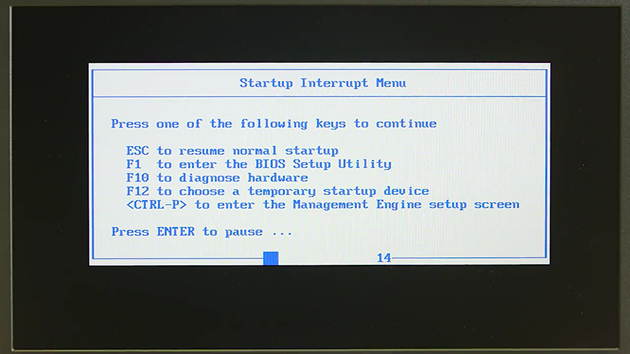 Startup Interrupt Menu
Press one of the following keys to continue
ESC to resume normal startup
F1 to enter the BIOS Setup Utility
F10 to diagnose hardware
F12 to choose a temporary startup device
<CTRL-P> to enter the Management Engine setup screen
Press ENTER to pause ...
14